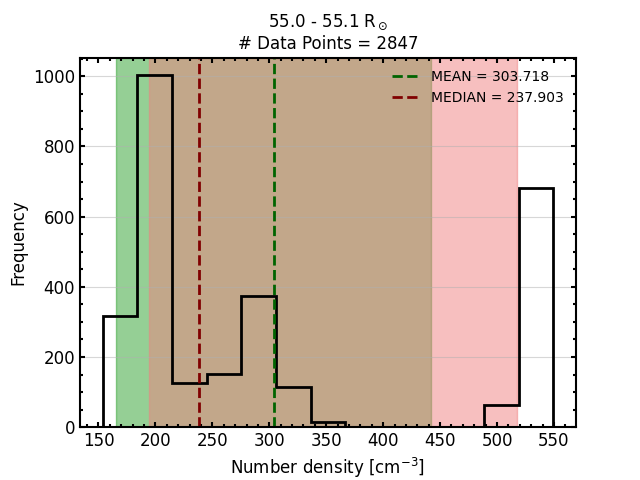 55.0 - 55.1 R⊙
# Data Points = 2847
MEAN = 303.718
MEDIAN = 237.903
Frequency
1000
800
600
400
200
0
150 200 250 300 350 400 450 500 550
Number density [cm⁻³]